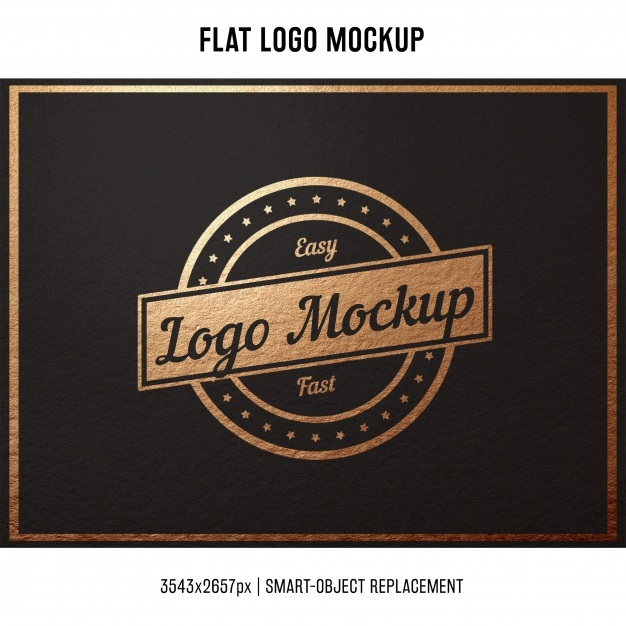 FLAT LOGO MOCKUP
Easy
Logo Mockup
Fast
3543x2657px | SMART-OBJECT REPLACEMENT